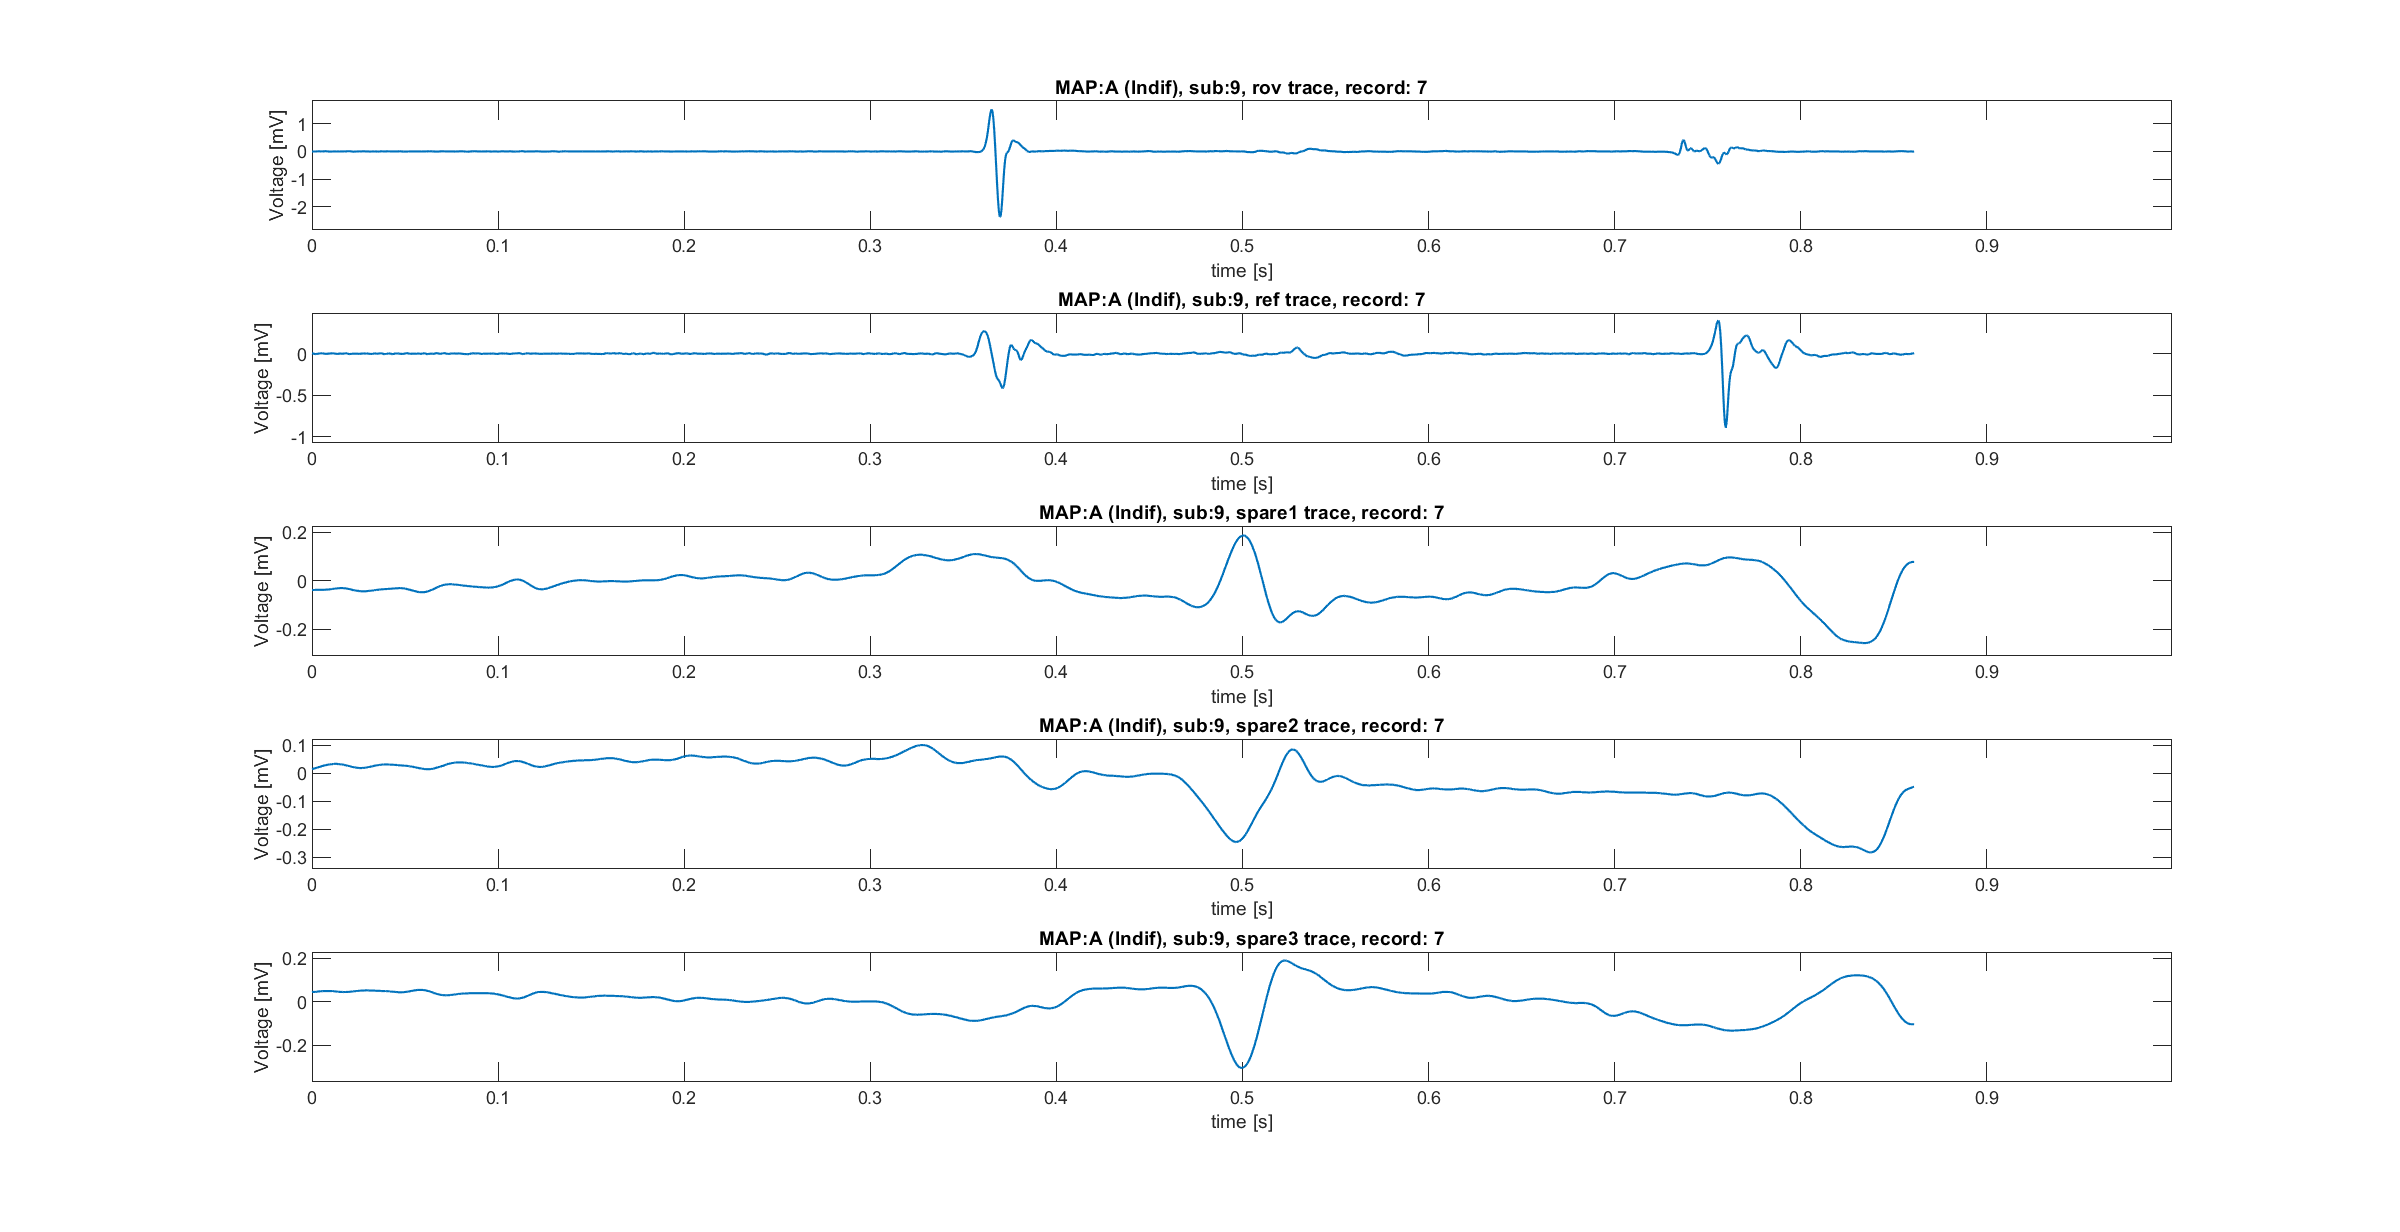 MAP:A (Indif), sub:9, rov trace, record: 7
Voltage [mV]
1
0
-1
-2
0 0.1 0.2 0.3 0.4 0.5 0.6 0.7 0.8 0.9
time [s]
MAP:A (Indif), sub:9, ref trace, record: 7
Voltage [mV]
0
-0.5
-1
0 0.1 0.2 0.3 0.4 0.5 0.6 0.7 0.8 0.9
time [s]
MAP:A (Indif), sub:9, spare1 trace, record: 7
Voltage [mV]
0.2
0
-0.2
0 0.1 0.2 0.3 0.4 0.5 0.6 0.7 0.8 0.9
time [s]
MAP:A (Indif), sub:9, spare2 trace, record: 7
Voltage [mV]
0.1
0
-0.1
-0.2
-0.3
0 0.1 0.2 0.3 0.4 0.5 0.6 0.7 0.8 0.9
time [s]
MAP:A (Indif), sub:9, spare3 trace, record: 7
Voltage [mV]
0.2
0
-0.2
0 0.1 0.2 0.3 0.4 0.5 0.6 0.7 0.8 0.9
time [s]